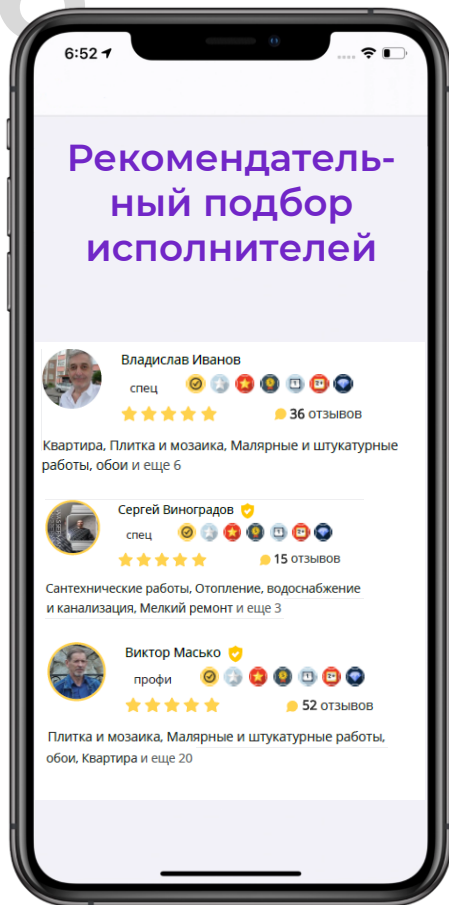 6:52
Рекомендатель-
ный подбор
исполнителей
Владислав Иванов
спец
36 отзывов
Квартира, Плитка и мозаика, Малярные и штукатурные
работы, обои и еще 6
Сергей Виноградов
спец
15 отзывов
Сантехнические работы, Отопление, водоснабжение
и канализация, Мелкий ремонт и еще 3
Виктор Масько
профи
52 отзывов
Плитка и мозаика, Малярные и штукатурные работы,
обои, Квартира и еще 20